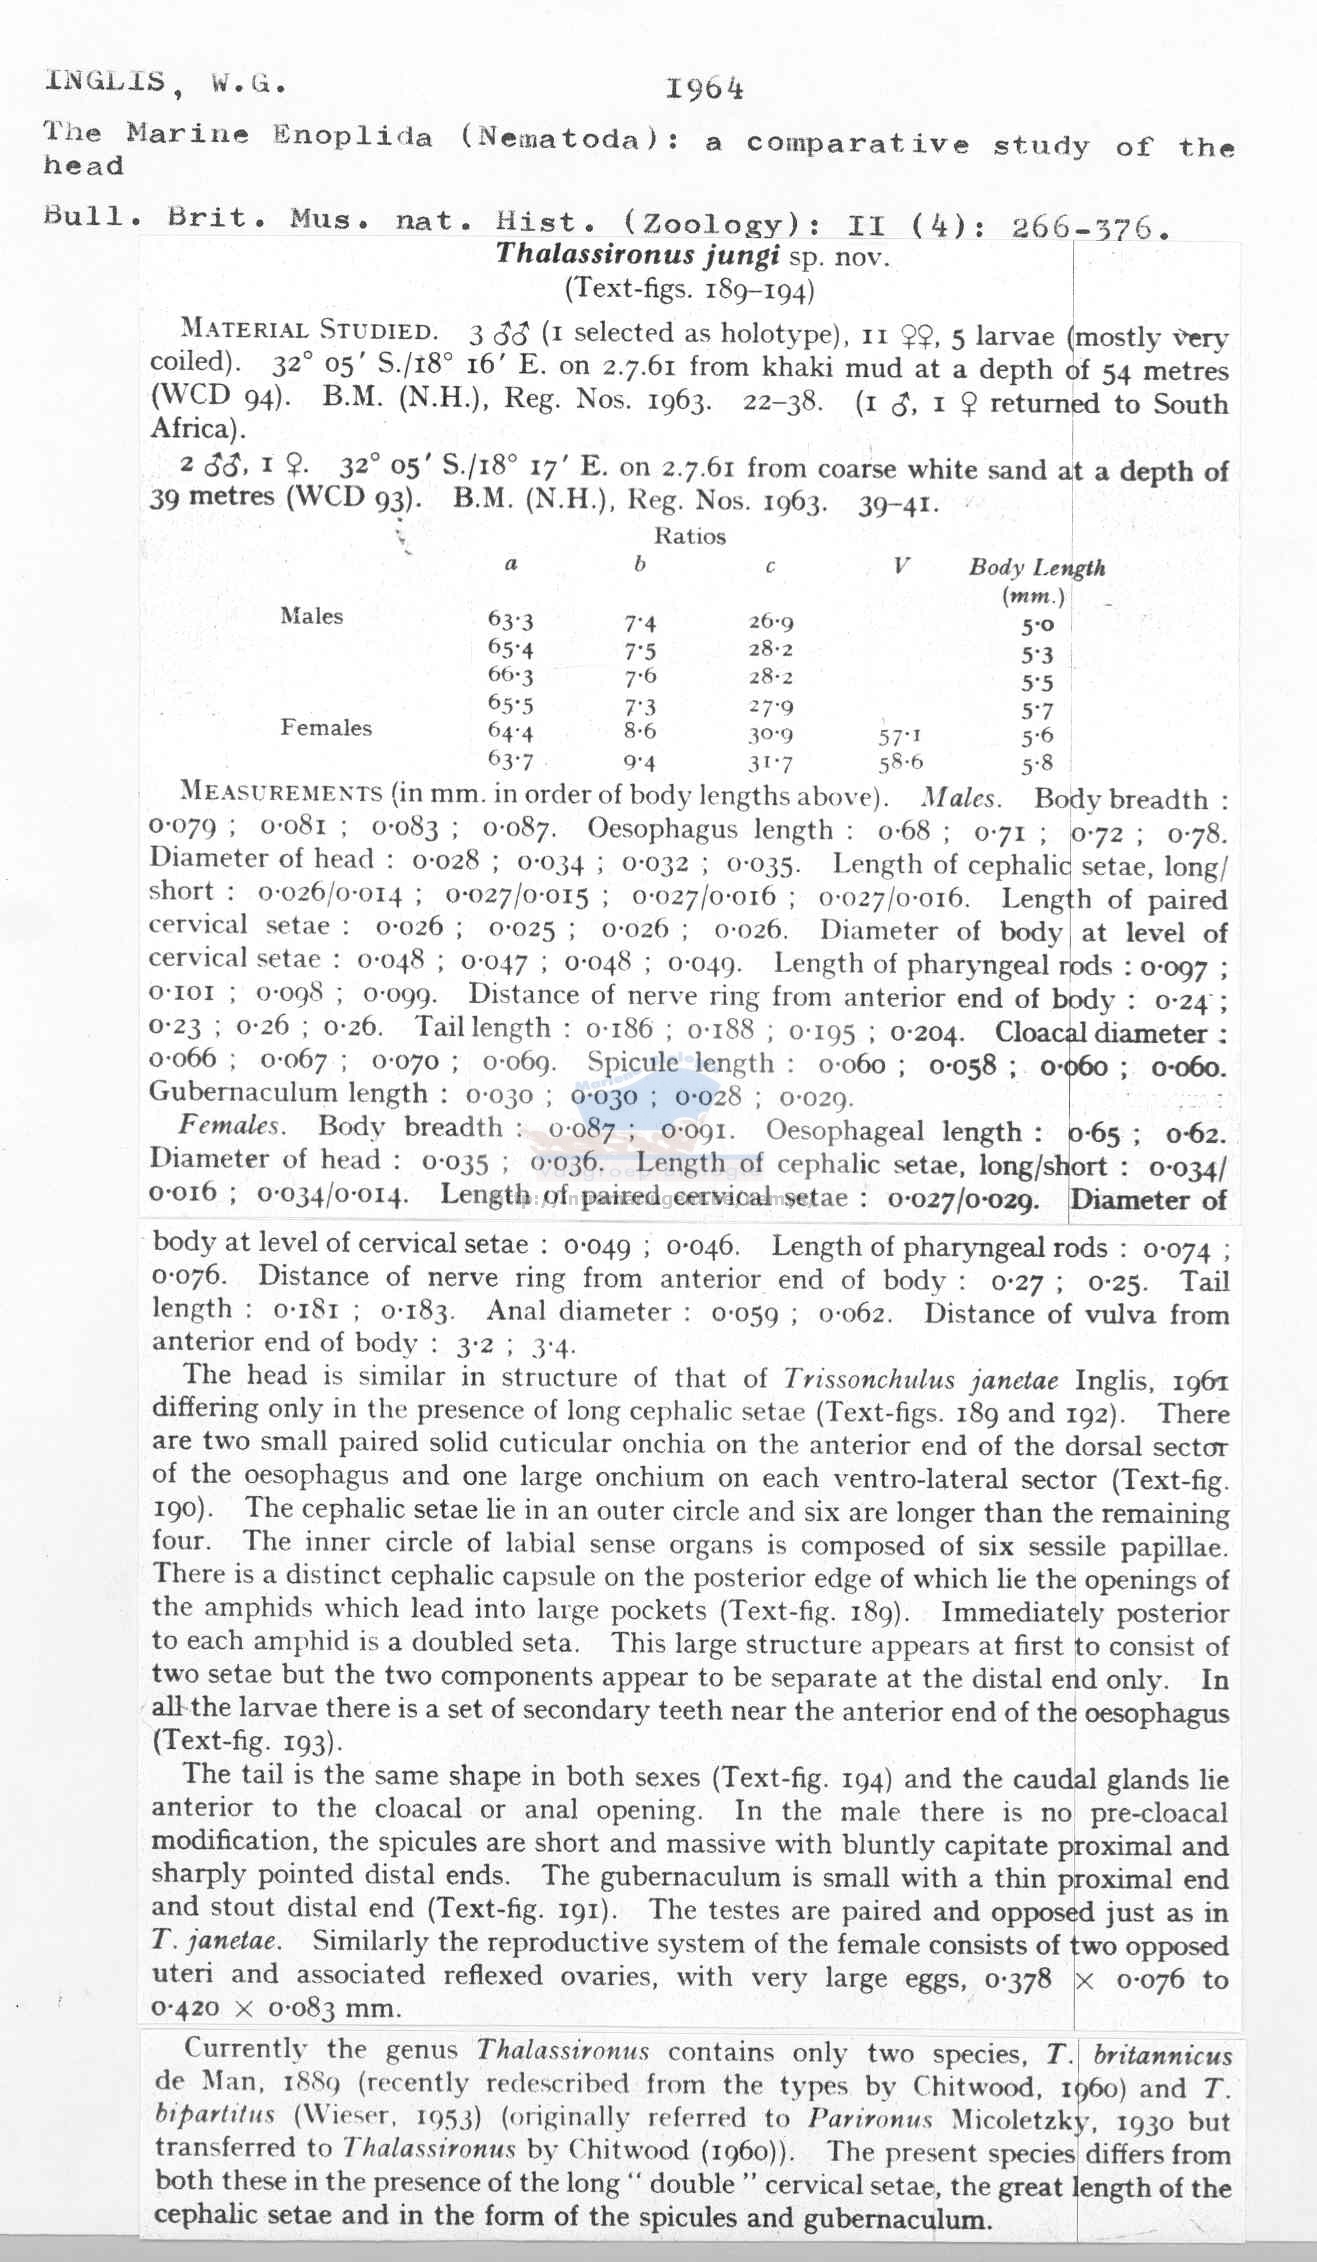 INGLIS, W.G. 1964
The Marine Enoplida (Nematoda): a comparative study of the
head
Bull. Brit. Mus. nat. Hist. (Zoology): II (4): 266-376.
Thalassironus jungi sp. nov.
(Text-figs. 189–194)
MATERIAL STUDIED. 3 ♂♂ (1 selected as holotype), 11 ♀♀, 5 larvae (mostly very
coiled). 32° 05′ S./18° 16′ E. on 2.7.61 from khaki mud at a depth of 54 metres
(WCD 94). B.M. (N.H.), Reg. Nos. 1963. 22–38. (1 ♂, 1 ♀ returned to South
Africa).
2 ♂♂, 1 ♀. 32° 05′ S./18° 17′ E. on 2.7.61 from coarse white sand at a depth of
39 metres (WCD 93). B.M. (N.H.), Reg. Nos. 1963. 39–41.
Ratios
a b c V Body Length
(mm.)
Males 63·3 7·4 26·9 5·0
65·4 7·5 28·2 5·3
66·3 7·6 28·2 5·5
65·5 7·3 27·9 5·7
Females 64·4 8·6 30·9 57·1 5·6
63·7 9·4 31·7 58·6 5·8
MEASUREMENTS (in mm. in order of body lengths above). Males. Body breadth :
0·079 ; 0·081 ; 0·083 ; 0·087. Oesophagus length : 0·68 ; 0·71 ; 0·72 ; 0·78.
Diameter of head : 0·028 ; 0·034 ; 0·032 ; 0·035. Length of cephalic setae, long/
short : 0·026/0·014 ; 0·027/0·015 ; 0·027/0·016 ; 0·027/0·016. Length of paired
cervical setae : 0·026 ; 0·025 ; 0·026 ; 0·026. Diameter of body at level of
cervical setae : 0·048 ; 0·047 ; 0·048 ; 0·049. Length of pharyngeal rods : 0·097 ;
0·101 ; 0·098 ; 0·099. Distance of nerve ring from anterior end of body : 0·24 ;
0·23 ; 0·26 ; 0·26. Tail length : 0·186 ; 0·188 ; 0·195 ; 0·204. Cloacal diameter :
0·066 ; 0·067 ; 0·070 ; 0·069. Spicule length : 0·060 ; 0·058 ; 0·060 ; 0·060.
Gubernaculum length : 0·030 ; 0·030 ; 0·028 ; 0·029.
Females. Body breadth : 0·087 ; 0·091. Oesophageal length : 0·65 ; 0·62.
Diameter of head : 0·035 ; 0·036. Length of cephalic setae, long/short : 0·034/
0·016 ; 0·034/0·014. Length of paired cervical setae : 0·027/0·029. Diameter of
body at level of cervical setae : 0·049 ; 0·046. Length of pharyngeal rods : 0·074 ;
0·076. Distance of nerve ring from anterior end of body : 0·27 ; 0·25. Tail
length : 0·181 ; 0·183. Anal diameter : 0·059 ; 0·062. Distance of vulva from
anterior end of body : 3·2 ; 3·4.
The head is similar in structure of that of Trissonchulus janetae Inglis, 1961
differing only in the presence of long cephalic setae (Text-figs. 189 and 192). There
are two small paired solid cuticular onchia on the anterior end of the dorsal sector
of the oesophagus and one large onchium on each ventro-lateral sector (Text-fig.
190). The cephalic setae lie in an outer circle and six are longer than the remaining
four. The inner circle of labial sense organs is composed of six sessile papillae.
There is a distinct cephalic capsule on the posterior edge of which lie the openings of
the amphids which lead into large pockets (Text-fig. 189). Immediately posterior
to each amphid is a doubled seta. This large structure appears at first to consist of
two setae but the two components appear to be separate at the distal end only. In
all the larvae there is a set of secondary teeth near the anterior end of the oesophagus
(Text-fig. 193).
The tail is the same shape in both sexes (Text-fig. 194) and the caudal glands lie
anterior to the cloacal or anal opening. In the male there is no pre-cloacal
modification, the spicules are short and massive with bluntly capitate proximal and
sharply pointed distal ends. The gubernaculum is small with a thin proximal end
and stout distal end (Text-fig. 191). The testes are paired and opposed just as in
T. janetae. Similarly the reproductive system of the female consists of two opposed
uteri and associated reflexed ovaries, with very large eggs, 0·378 × 0·076 to
0·420 × 0·083 mm.
Currently the genus Thalassironus contains only two species, T. britannicus
de Man, 1889 (recently redescribed from the types by Chitwood, 1960) and T.
bipartitus (Wieser, 1953) (originally referred to Parironus Micoletzky, 1930 but
transferred to Thalassironus by Chitwood (1960)). The present species differs from
both these in the presence of the long “ double ” cervical setae, the great length of the
cephalic setae and in the form of the spicules and gubernaculum.